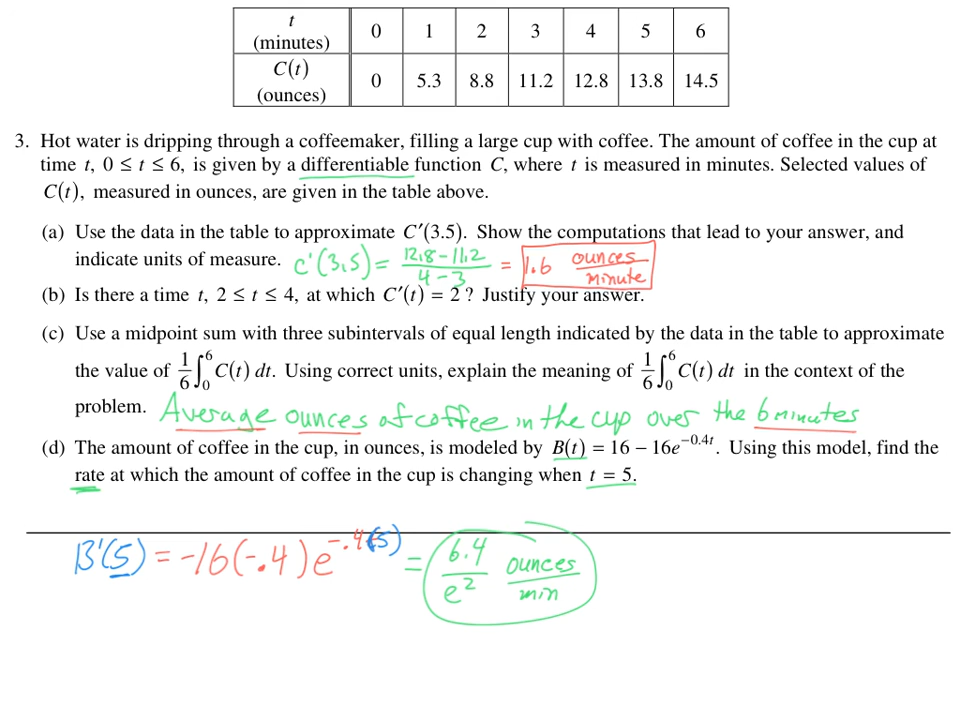 t (minutes) 0 1 2 3 4 5 6
C(t) (ounces) 0 5.3 8.8 11.2 12.8 13.8 14.5
3. Hot water is dripping through a coffeemaker, filling a large cup with coffee. The amount of coffee in the cup at
time t, 0 ≤ t ≤ 6, is given by a differentiable function C, where t is measured in minutes. Selected values of
C(t), measured in ounces, are given in the table above.
(a) Use the data in the table to approximate C′(3.5). Show the computations that lead to your answer, and
indicate units of measure. C'(3.5) = (12.8 - 11.2)/(4 - 3) = 1.6 ounces/minute
(b) Is there a time t, 2 ≤ t ≤ 4, at which C′(t) = 2 ? Justify your answer.
(c) Use a midpoint sum with three subintervals of equal length indicated by the data in the table to approximate
the value of 1/6 ∫₀⁶ C(t) dt. Using correct units, explain the meaning of 1/6 ∫₀⁶ C(t) dt in the context of the
problem. Average ounces of coffee in the cup over the 6 minutes
(d) The amount of coffee in the cup, in ounces, is modeled by B(t) = 16 − 16e^(−0.4t). Using this model, find the
rate at which the amount of coffee in the cup is changing when t = 5.
B'(5) = -16(-.4)e^(-.4(5)) = 6.4/e² ounces/min